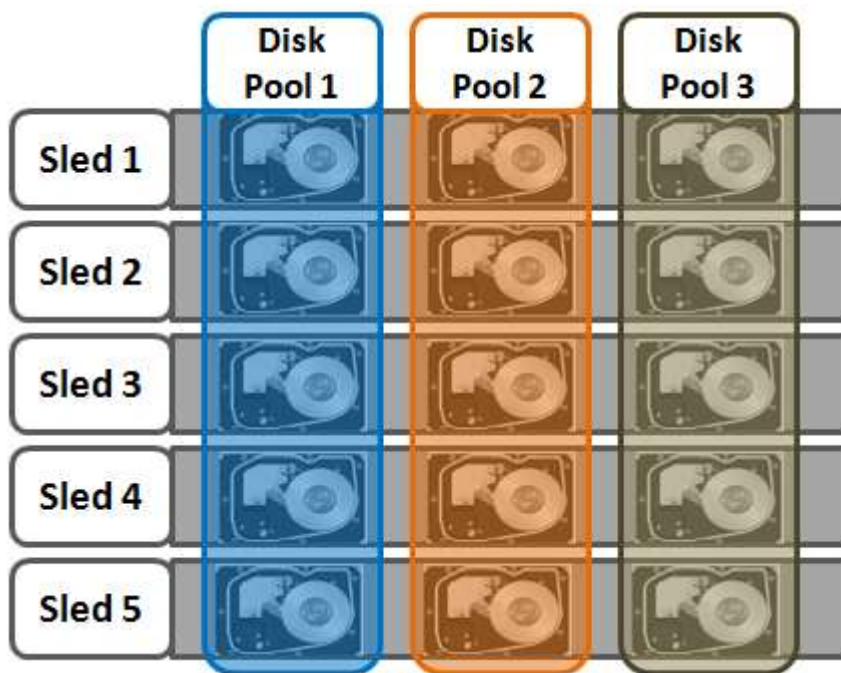 Disk
Pool 1
Disk
Pool 2
Disk
Pool 3
Sled 1
Sled 2
Sled 3
Sled 4
Sled 5